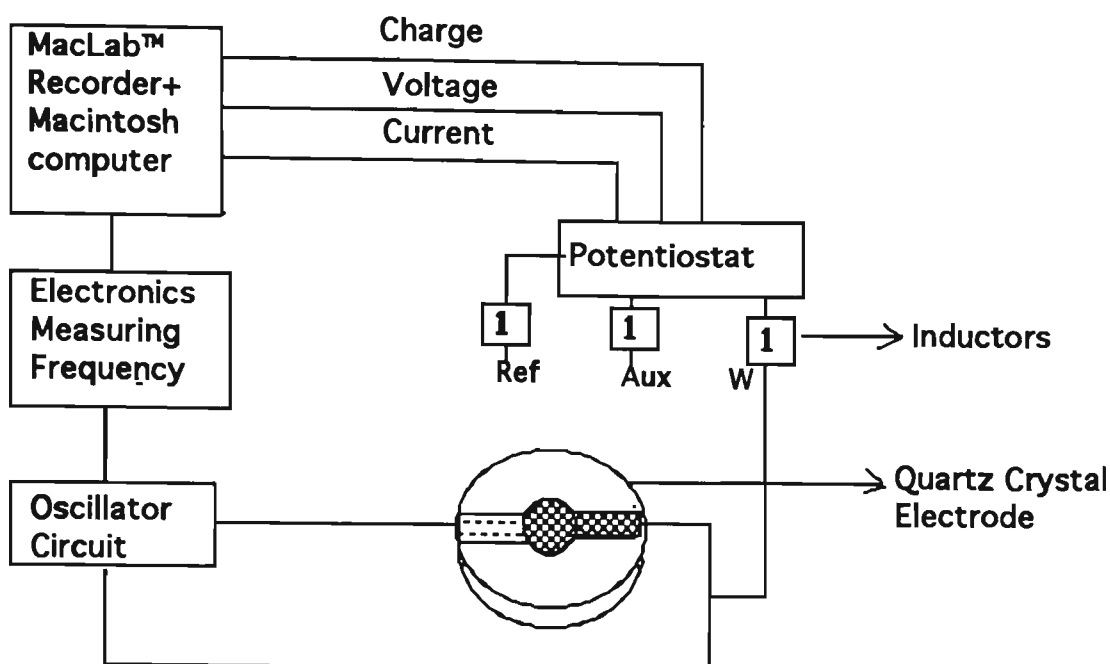 MacLab™
Recorder+
Macintosh
computer
Charge
Voltage
Current
Potentiostat
Electronics
Measuring
Frequency
1
1
1
Inductors
Ref
Aux
W
Quartz Crystal
Electrode
Oscillator
Circuit